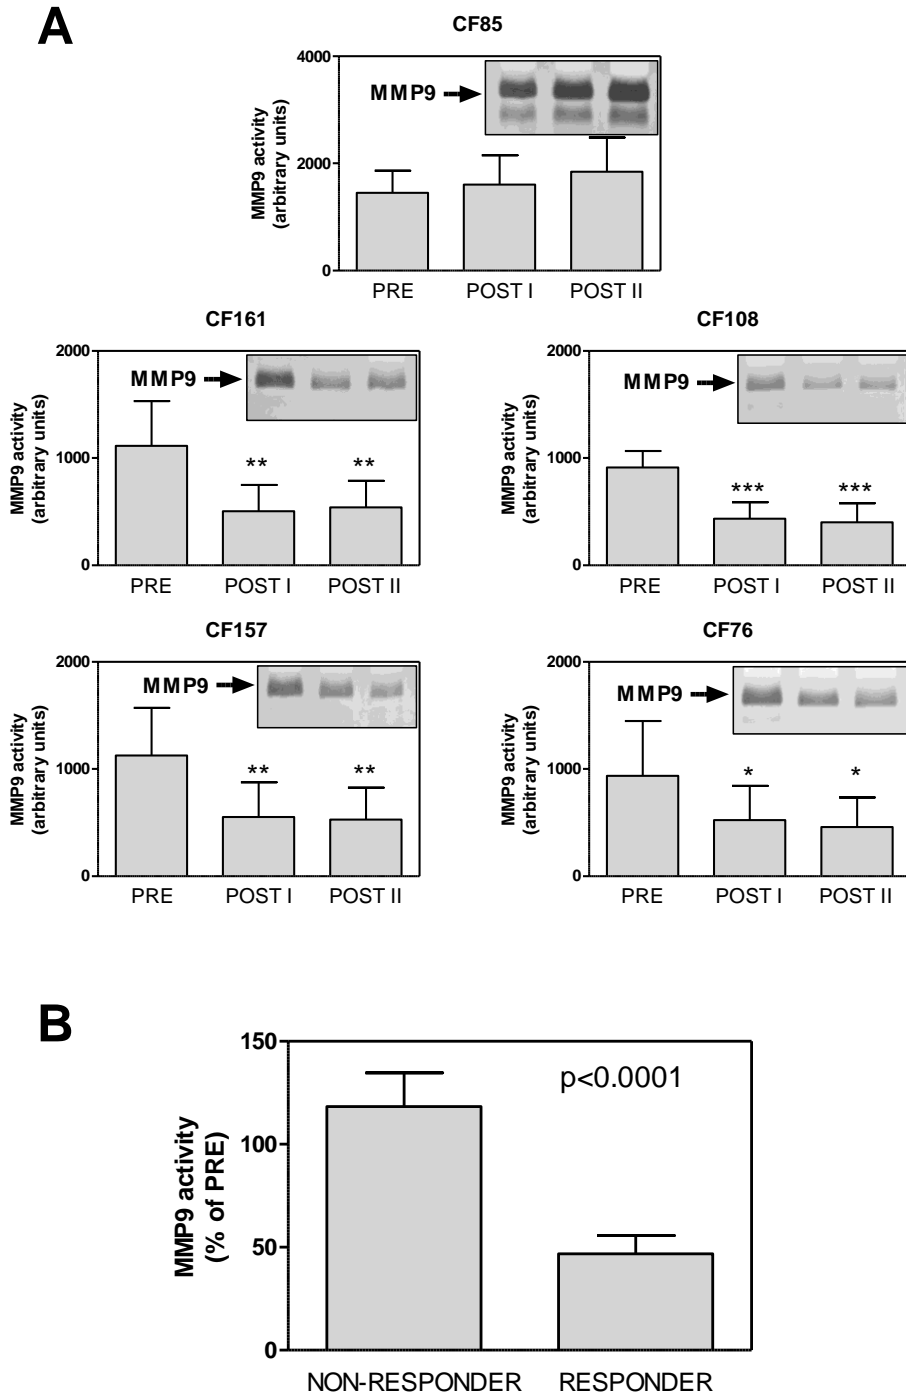 A
CF85
MMP9 activity
(arbitrary units)
4000
2000
0
MMP9
PRE POST I POST II
CF161
MMP9 activity
(arbitrary units)
2000
1000
0
MMP9
** **
PRE POST I POST II
CF108
MMP9 activity
(arbitrary units)
2000
1000
0
MMP9
*** ***
PRE POST I POST II
CF157
MMP9 activity
(arbitrary units)
2000
1000
0
MMP9
** **
PRE POST I POST II
CF76
MMP9 activity
(arbitrary units)
2000
1000
0
MMP9
* *
PRE POST I POST II
B
MMP9 activity
(% of PRE)
150
100
50
0
p<0.0001
NON-RESPONDER RESPONDER